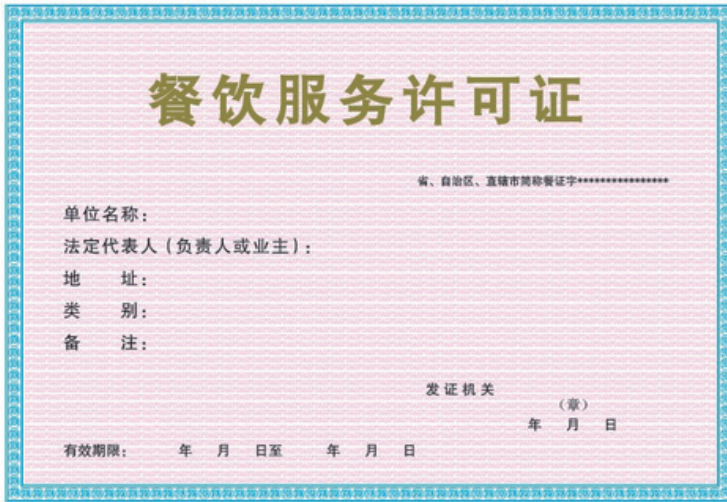 餐饮服务许可证
省、自治区、直辖市简称餐证字****************
单位名称：
法定代表人（负责人或业主）：
地　　址：
类　　别：
备　　注：
发证机关
（章）
年　月　日
有效期限：　　年　月　日至　　年　月　日